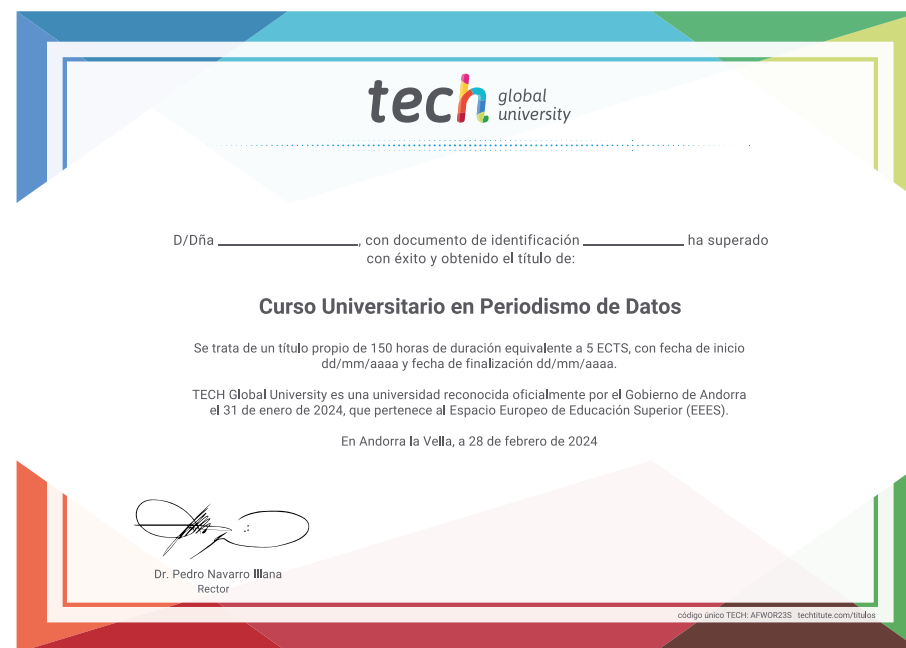 tech global university
D/Dña ____________________, con documento de identificación ______________ ha superado
con éxito y obtenido el título de:
Curso Universitario en Periodismo de Datos
Se trata de un título propio de 150 horas de duración equivalente a 5 ECTS, con fecha de inicio
dd/mm/aaaa y fecha de finalización dd/mm/aaaa.
TECH Global University es una universidad reconocida oficialmente por el Gobierno de Andorra
el 31 de enero de 2024, que pertenece al Espacio Europeo de Educación Superior (EEES).
En Andorra la Vella, a 28 de febrero de 2024
Dr. Pedro Navarro Illana
Rector
código único TECH: AFWOR23S techtitute.com/titulos